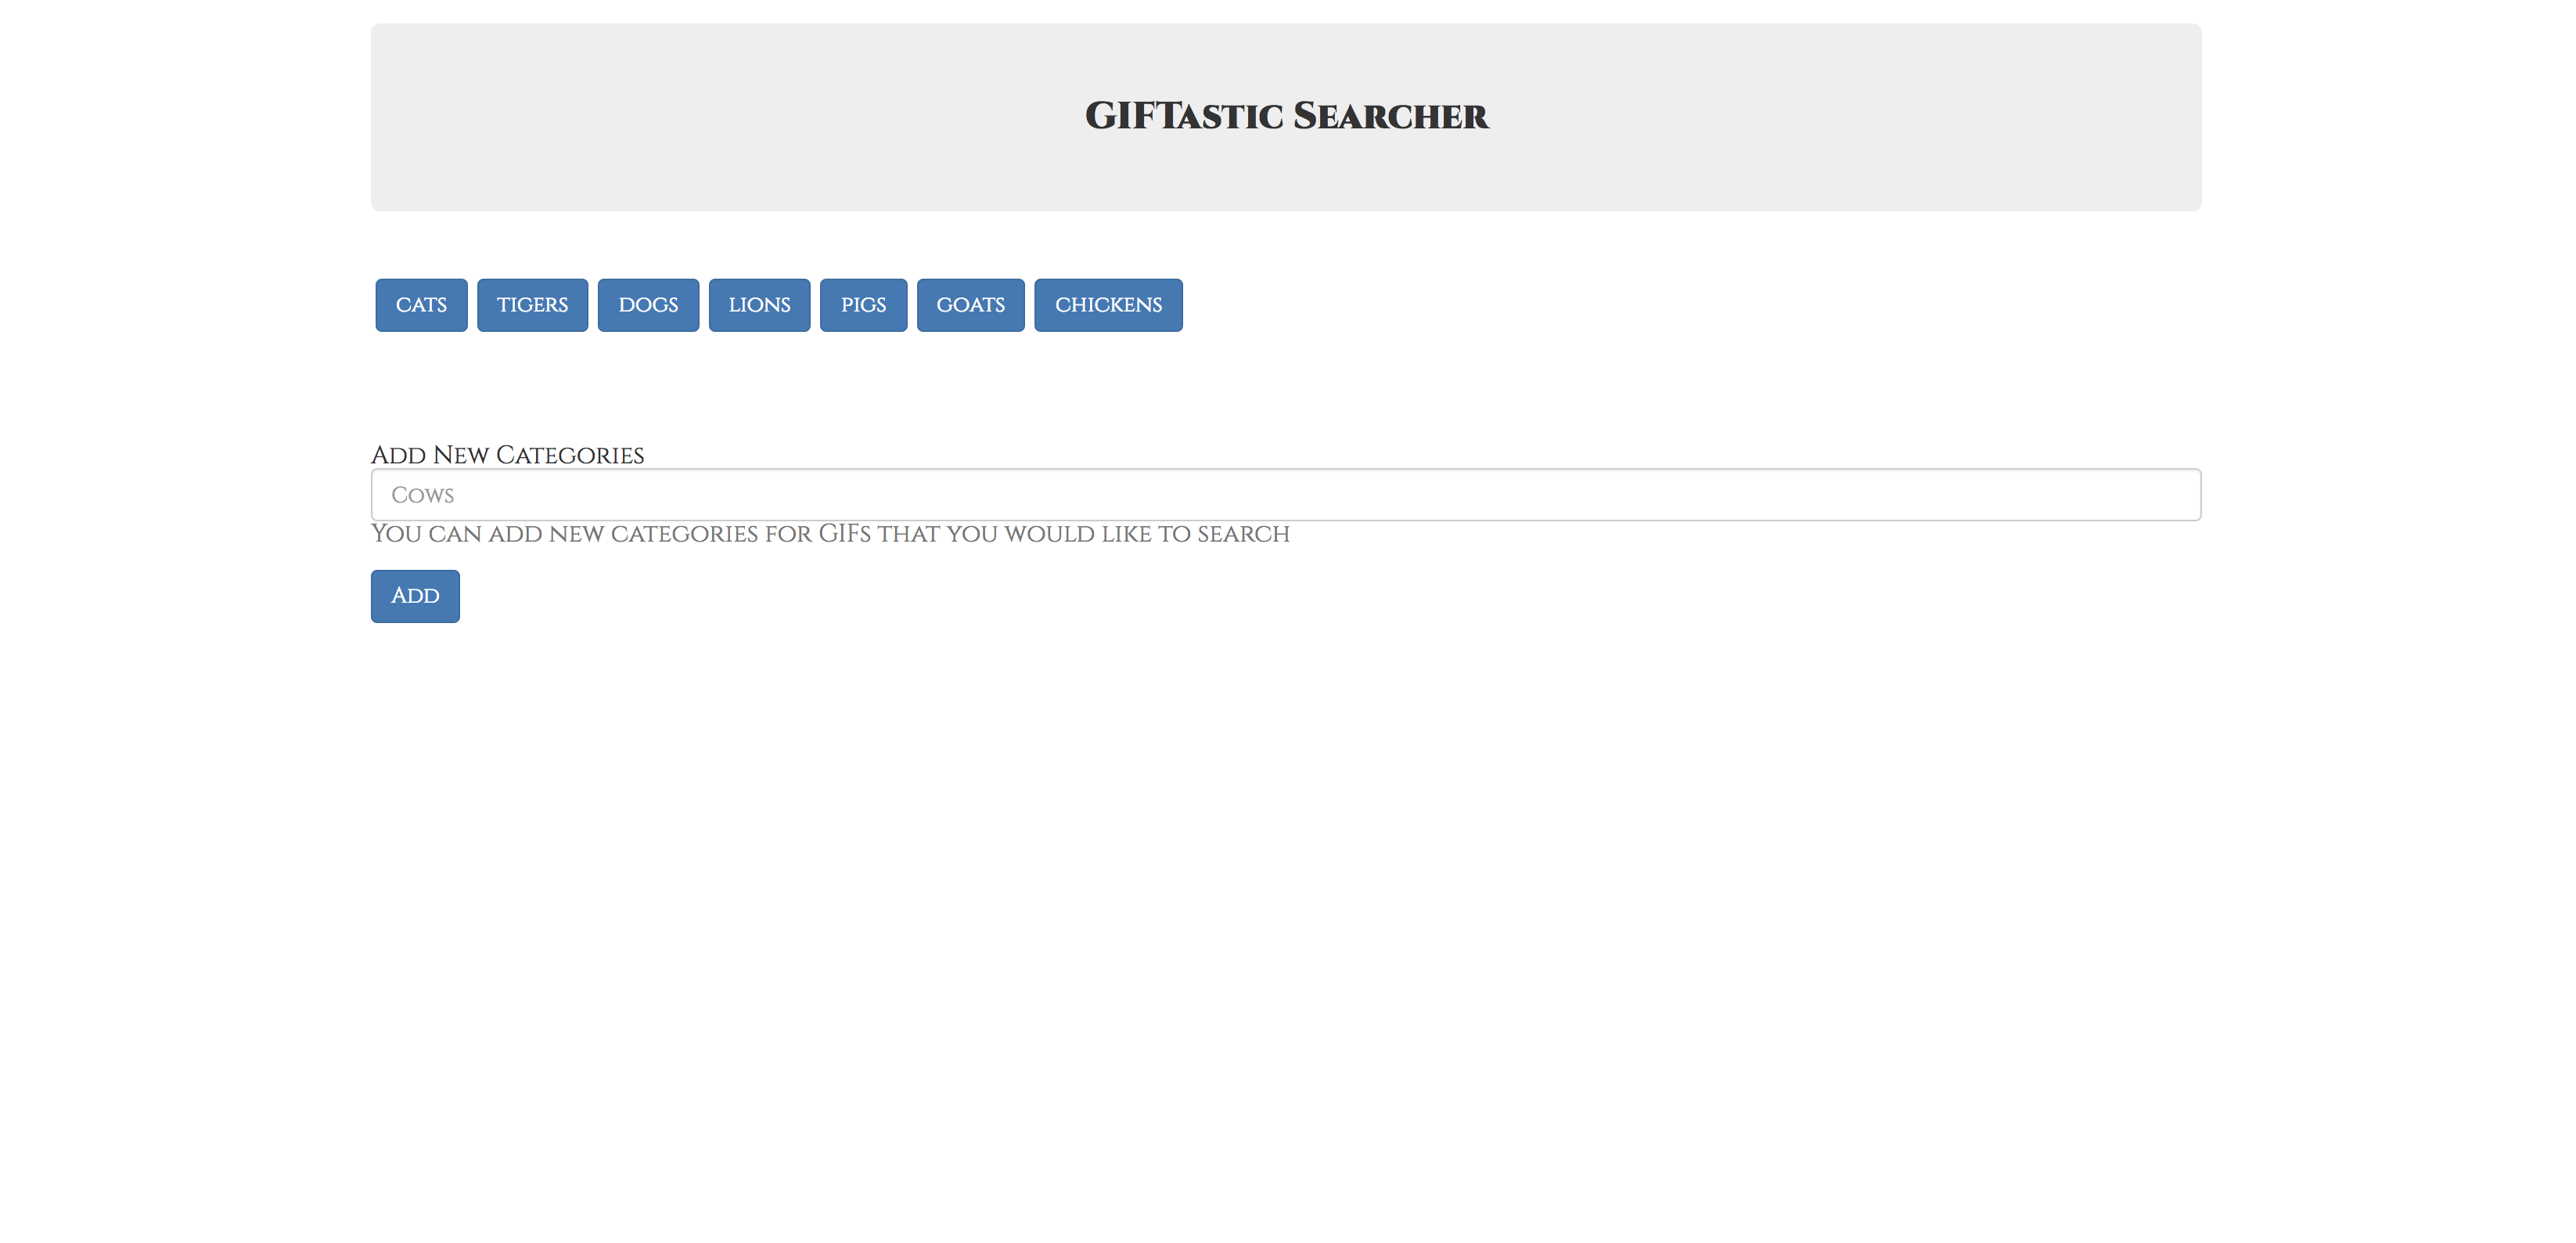 GIFTastic Searcher
cats tigers dogs lions pigs goats chickens
Add New Categories
Cows
You can add new categories for GIFs that you would like to search
Add